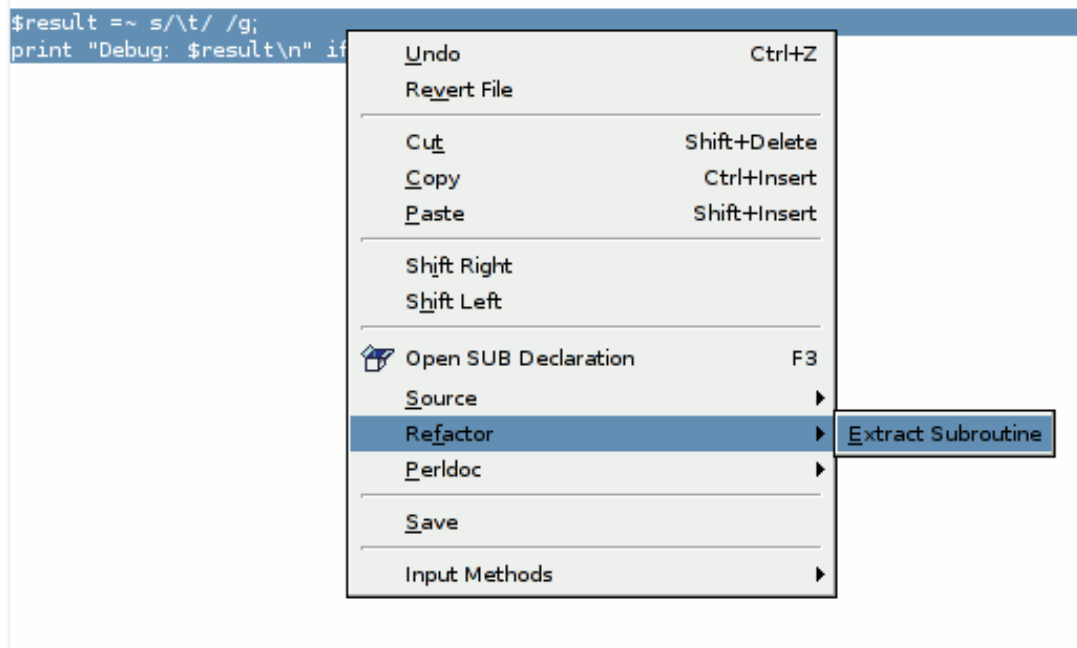 $result =~ s/\t/ /g;
print "Debug: $result\n" if
Undo Ctrl+Z
Revert File
Cut Shift+Delete
Copy Ctrl+Insert
Paste Shift+Insert
Shift Right
Shift Left
Open SUB Declaration F3
Source
Refactor
Extract Subroutine
Perldoc
Save
Input Methods